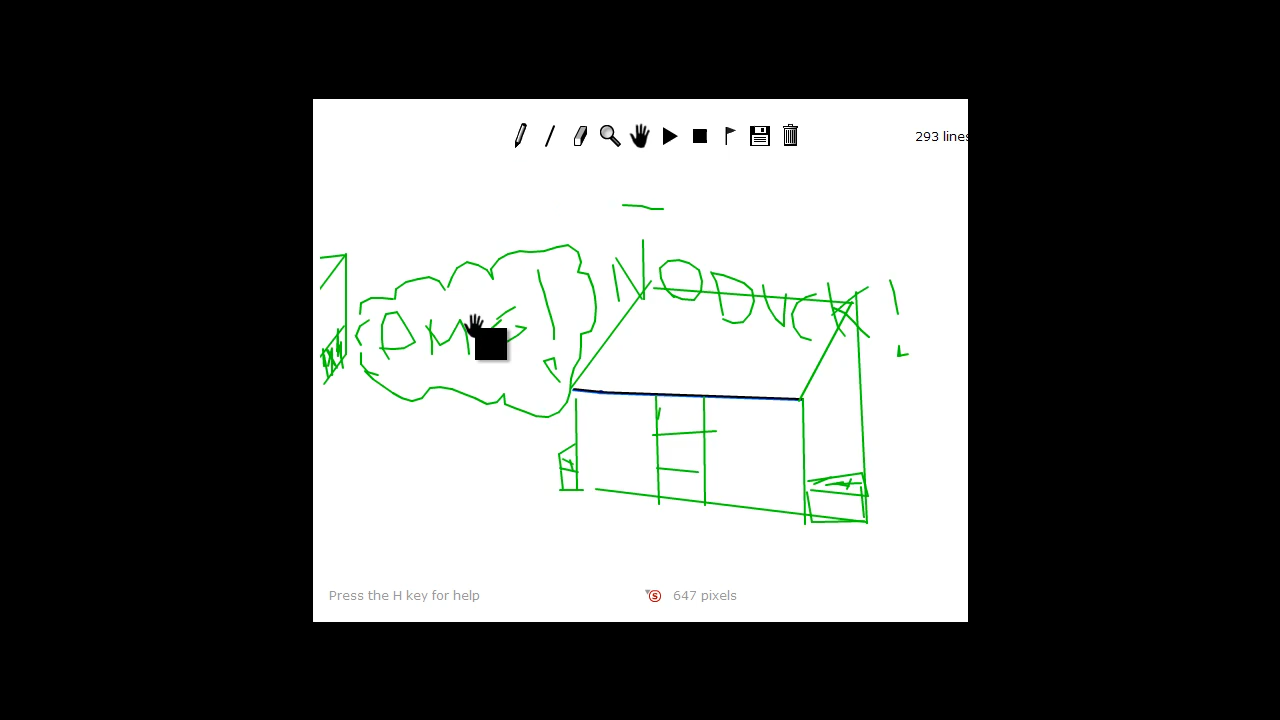 293 lines
OMG!
NO DUCK!
Press the H key for help
647 pixels